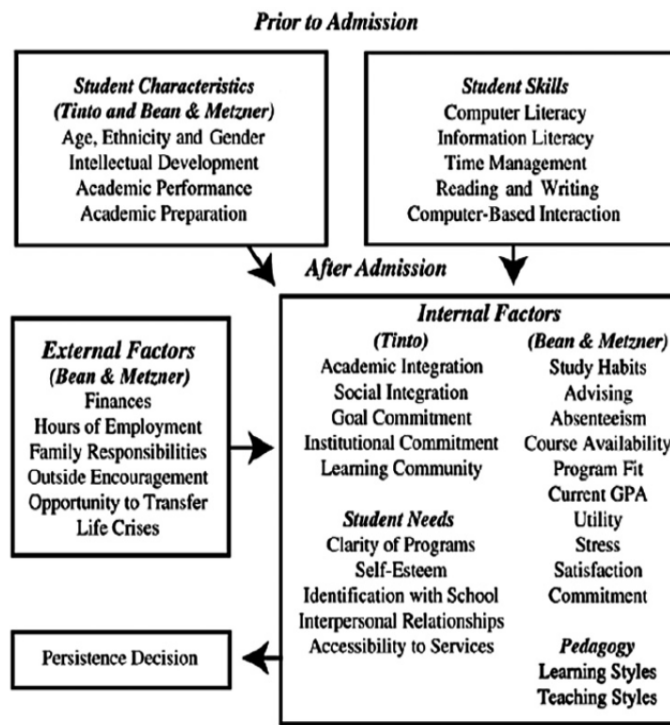 Prior to Admission
Student Characteristics
(Tinto and Bean & Metzner)
Age, Ethnicity and Gender
Intellectual Development
Academic Performance
Academic Preparation
Student Skills
Computer Literacy
Information Literacy
Time Management
Reading and Writing
Computer-Based Interaction
After Admission
External Factors
(Bean & Metzner)
Finances
Hours of Employment
Family Responsibilities
Outside Encouragement
Opportunity to Transfer
Life Crises
Internal Factors
(Tinto)
Academic Integration
Social Integration
Goal Commitment
Institutional Commitment
Learning Community
Student Needs
Clarity of Programs
Self-Esteem
Identification with School
Interpersonal Relationships
Accessibility to Services
(Bean & Metzner)
Study Habits
Advising
Absenteeism
Course Availability
Program Fit
Current GPA
Utility
Stress
Satisfaction
Commitment
Pedagogy
Learning Styles
Teaching Styles
Persistence Decision